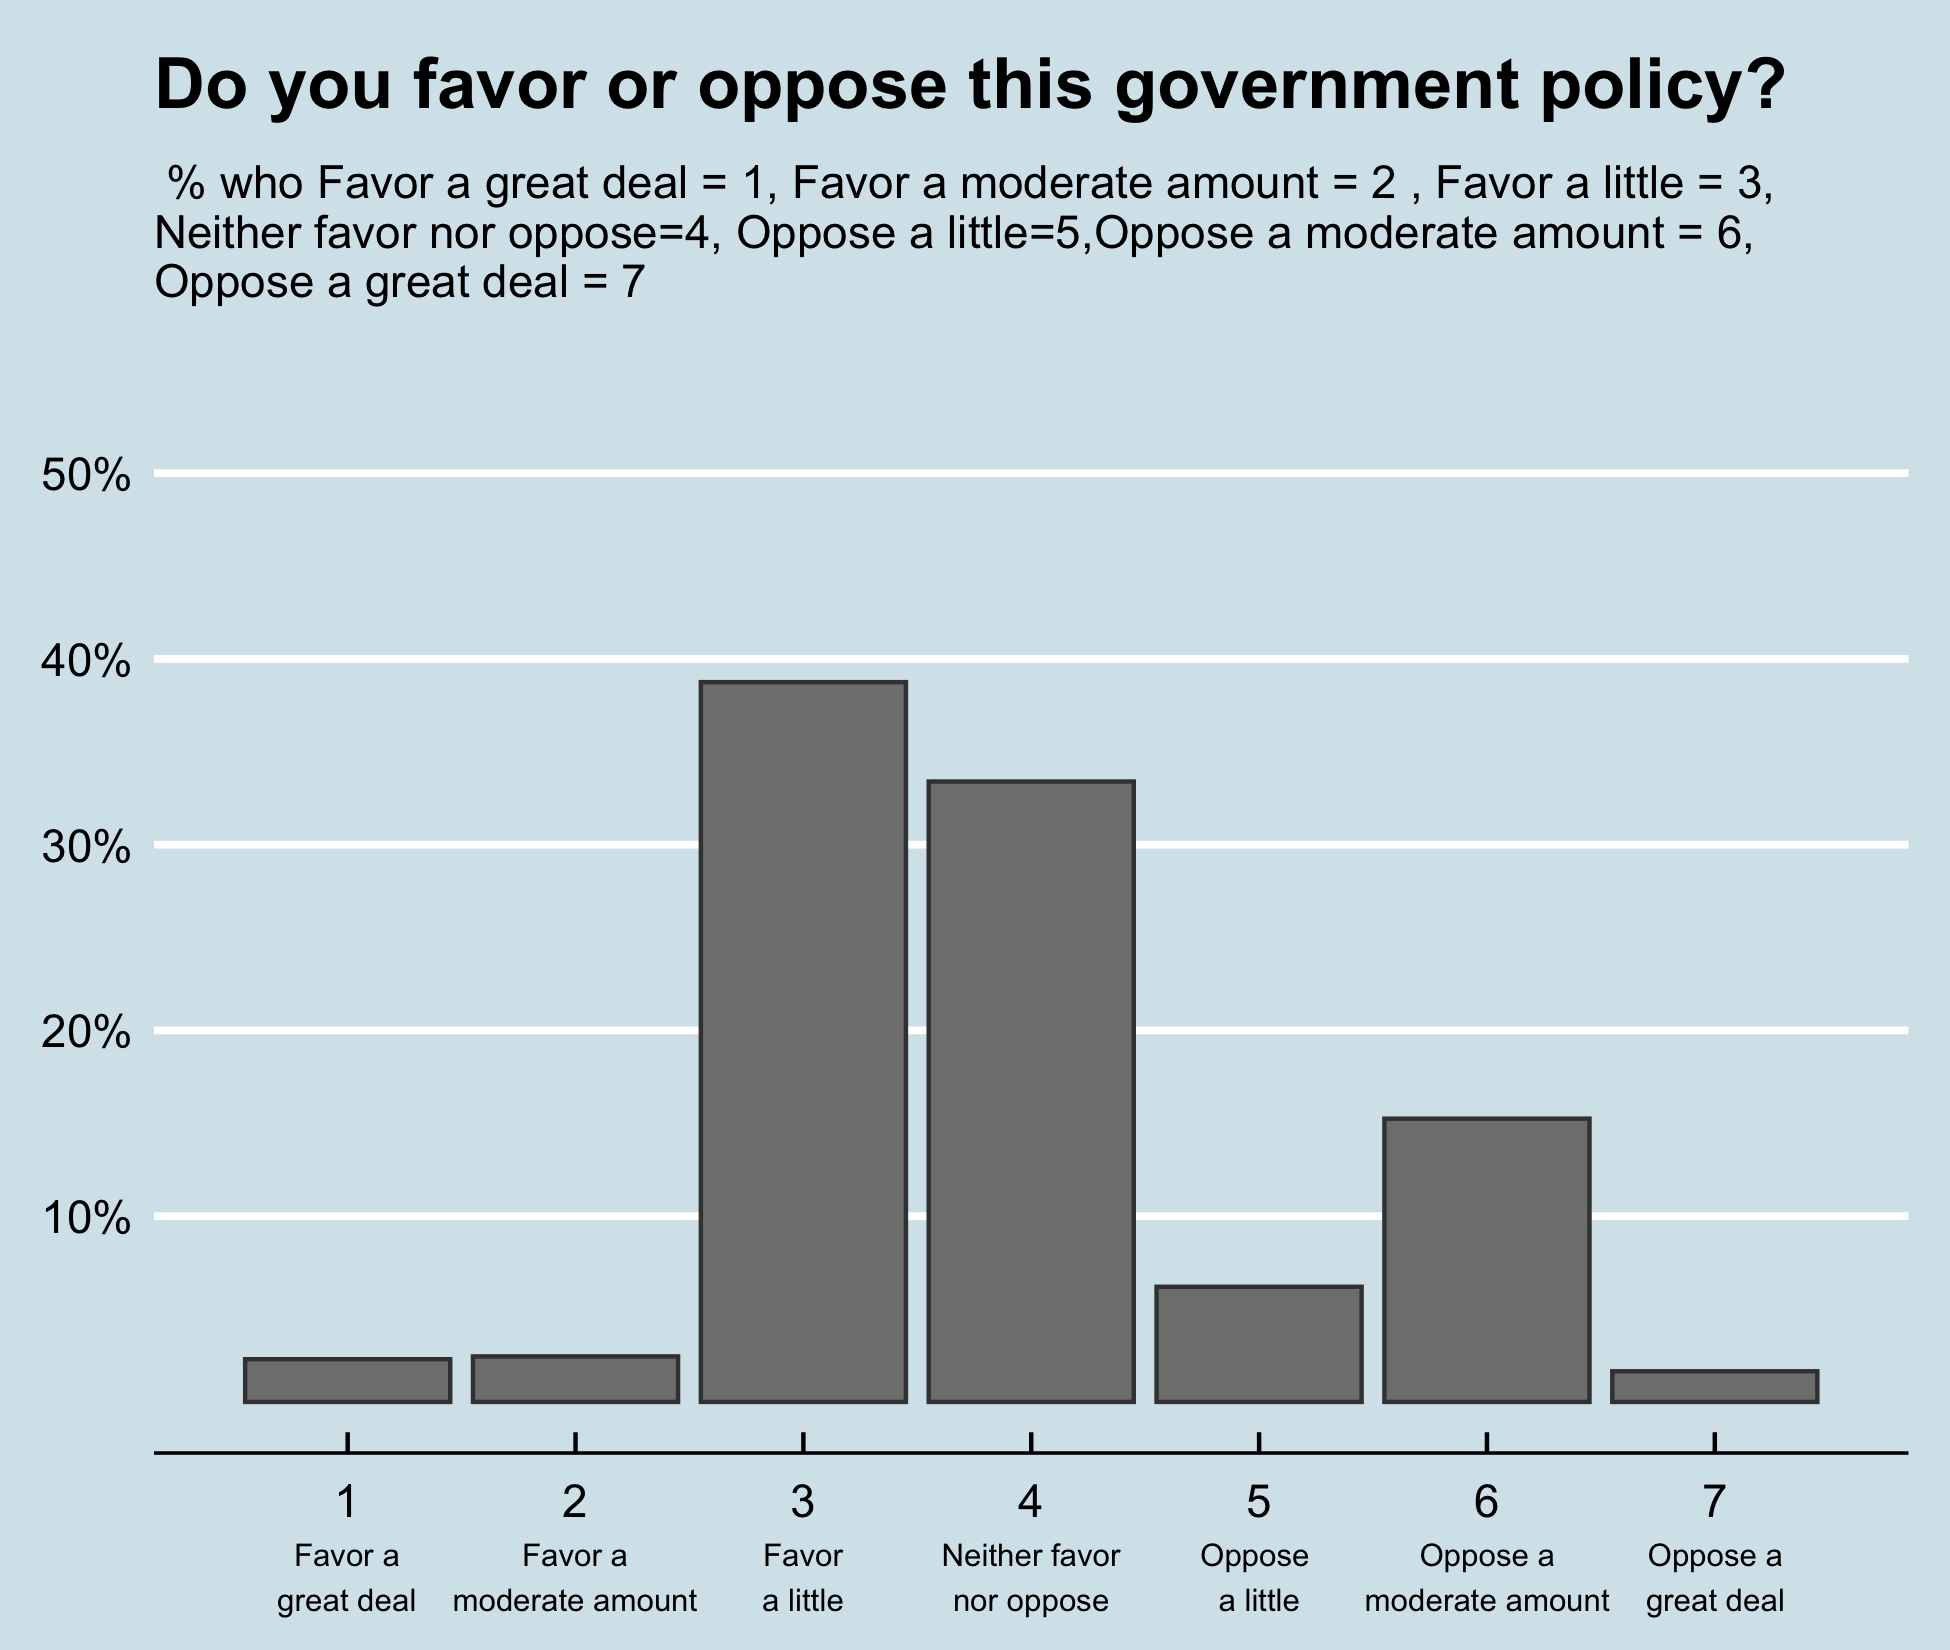 Do you favor or oppose this government policy?
% who Favor a great deal = 1, Favor a moderate amount = 2 , Favor a little = 3,
Neither favor nor oppose=4, Oppose a little=5,Oppose a moderate amount = 6,
Oppose a great deal = 7
50%
40%
30%
20%
10%
1 2 3 4 5 6 7
Favor a Favor a Favor Neither favor Oppose Oppose a Oppose a
great deal moderate amount a little nor oppose a little moderate amount great deal